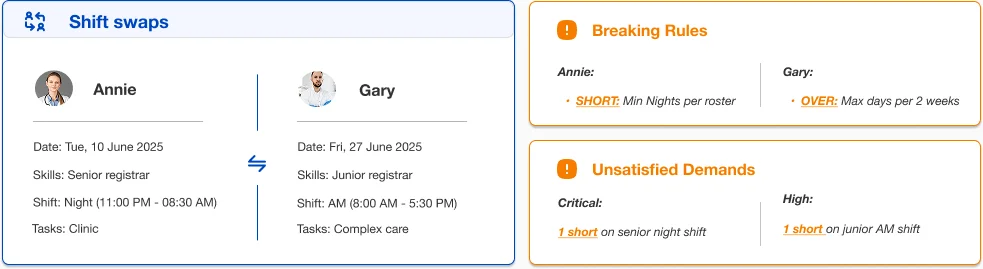 Shift swaps
Annie
Date: Tue, 10 June 2025
Skills: Senior registrar
Shift: Night (11:00 PM - 08:30 AM)
Tasks: Clinic
Gary
Date: Fri, 27 June 2025
Skills: Junior registrar
Shift: AM (8:00 AM - 5:30 PM)
Tasks: Complex care
Breaking Rules
Annie:
• SHORT: Min Nights per roster
Gary:
• OVER: Max days per 2 weeks
Unsatisfied Demands
Critical:
1 short on senior night shift
High:
1 short on junior AM shift